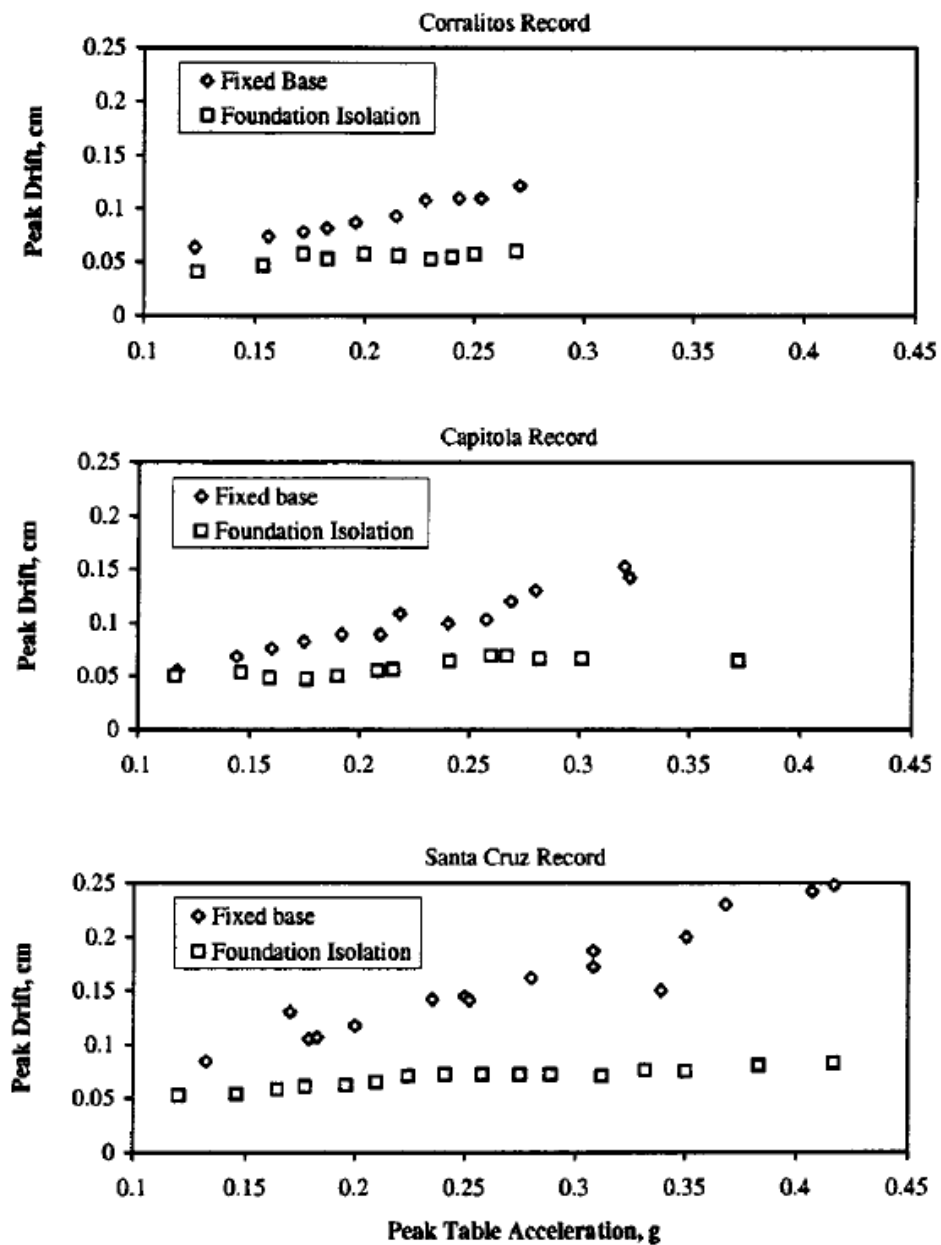 Corralitos Record
Peak Drift, cm
0.25
0.2
0.15
0.1
0.05
0
Fixed Base
Foundation Isolation
0.1 0.15 0.2 0.25 0.3 0.35 0.4 0.45
Capitola Record
Peak Drift, cm
0.25
0.2
0.15
0.1
0.05
0
Fixed base
Foundation Isolation
0.1 0.15 0.2 0.25 0.3 0.35 0.4 0.45
Santa Cruz Record
Peak Drift, cm
0.25
0.2
0.15
0.1
0.05
0
Fixed base
Foundation Isolation
0.1 0.15 0.2 0.25 0.3 0.35 0.4 0.45
Peak Table Acceleration, g